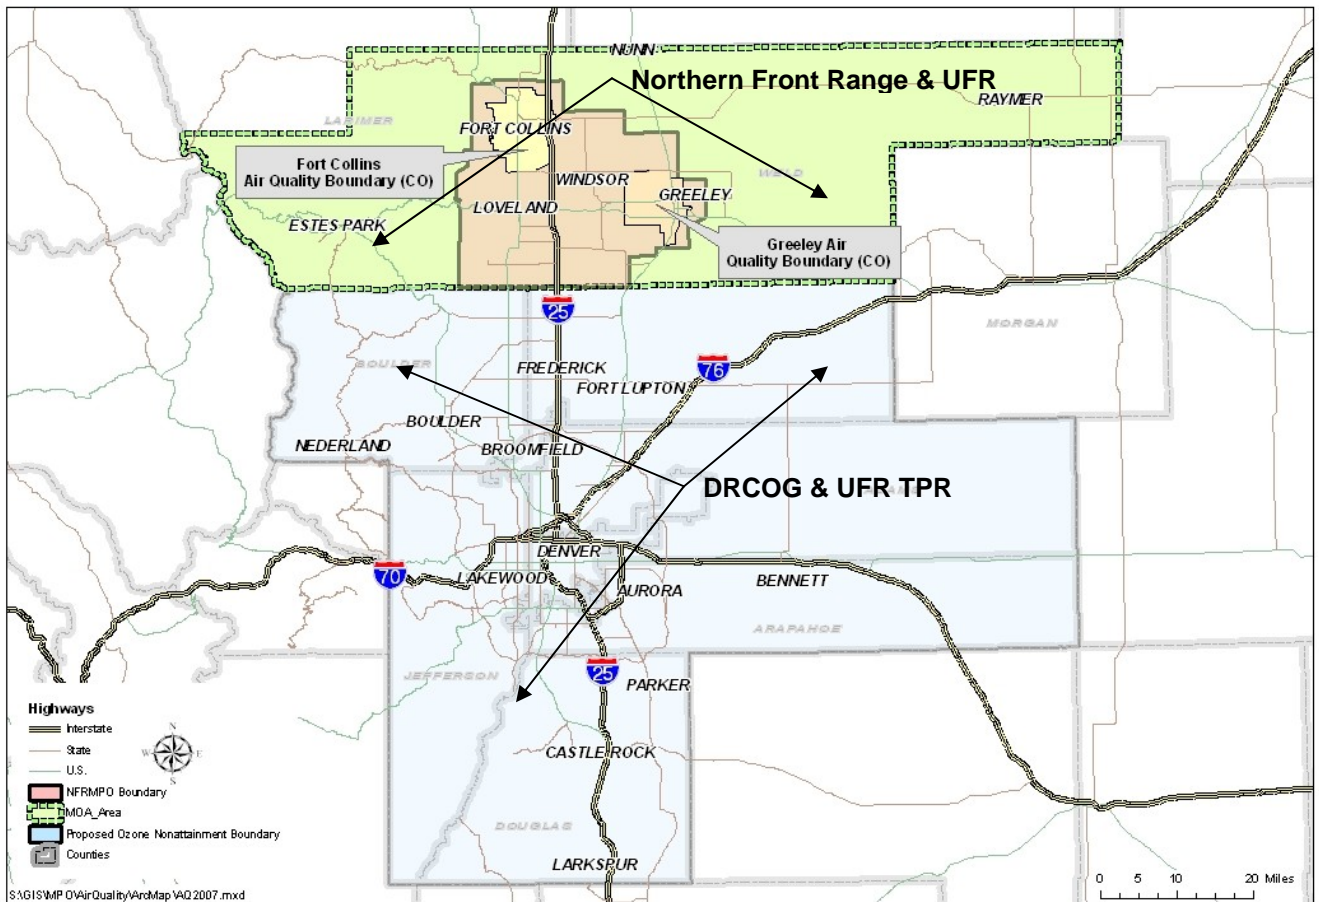 NUNN
Northern Front Range & UFR
RAYMER
LARIMER
FORT COLLINS
Fort Collins
Air Quality Boundary (CO)
WINDSOR
WELD
GREELEY
LOVELAND
ESTES PARK
Greeley Air
Quality Boundary (CO)
25
MORGAN
BOULDER
FREDERICK
76
FORT LUPTON
BOULDER
NEDERLAND
BROOMFIELD
DRCOG & UFR TPR
DENVER
70
LAKEWOOD
BENNETT
AURORA
ARAPAHOE
25
JEFFERSON
PARKER
CASTLE ROCK
DOUGLAS
LARKSPUR
Highways
Interstate
State
U.S.
N
W
E
S
NFRMPO Boundary
MOA_Area
Proposed Ozone Nonattainment Boundary
Counties
S:\GIS\MPO\AirQuality\ArcMap\AQ2007.mxd
0 5 10 20 Miles